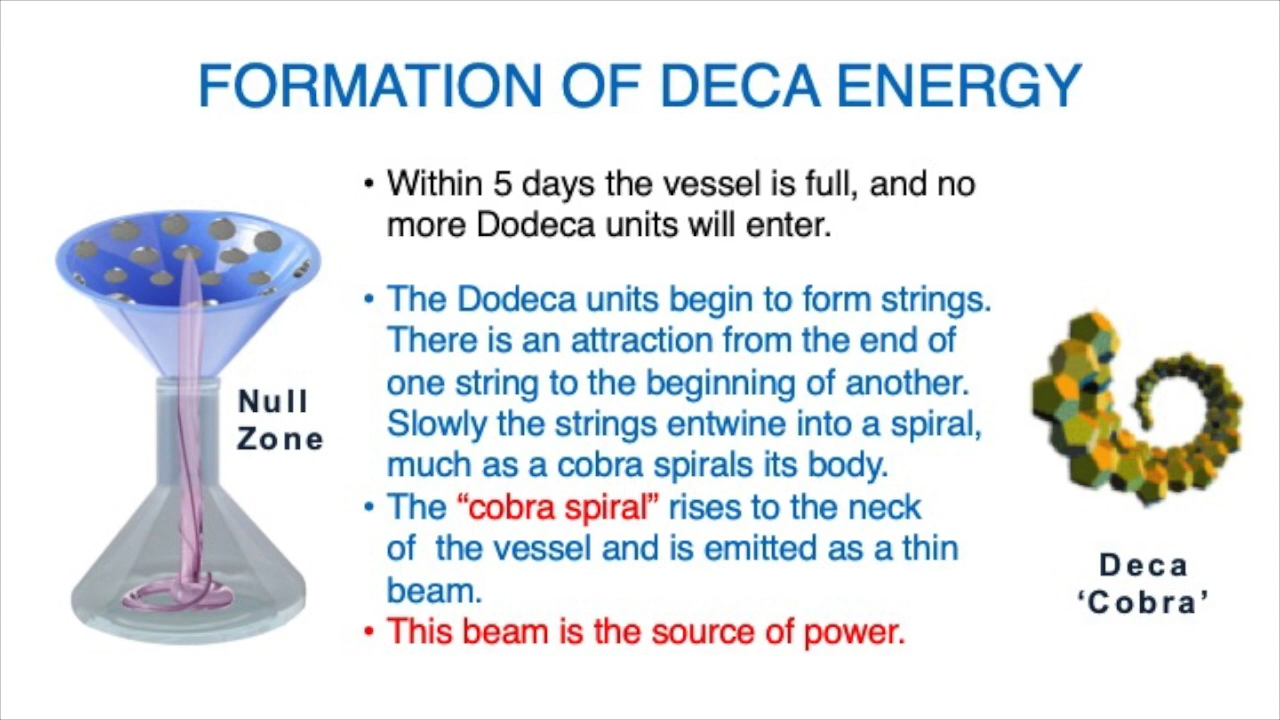 FORMATION OF DECA ENERGY
• Within 5 days the vessel is full, and no
more Dodeca units will enter.
• The Dodeca units begin to form strings.
There is an attraction from the end of
one string to the beginning of another.
Slowly the strings entwine into a spiral,
much as a cobra spirals its body.
• The “cobra spiral” rises to the neck
of  the vessel and is emitted as a thin
beam.
• This beam is the source of power.
Null
Zone
Deca
‘Cobra’